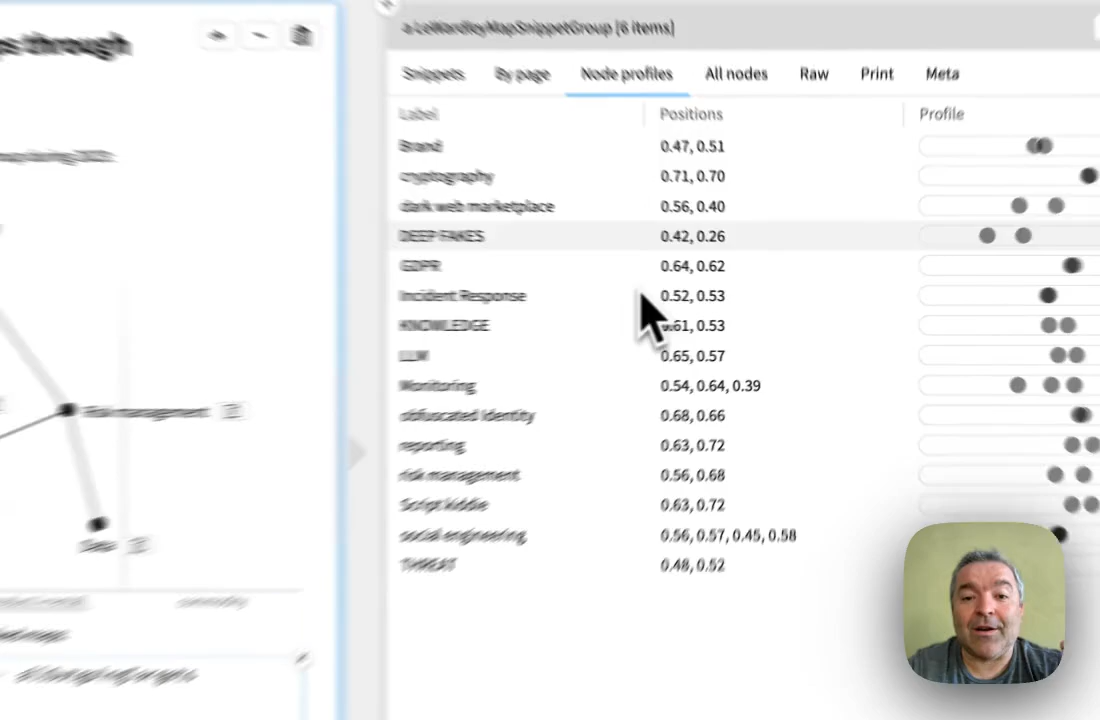 s through
Risk management
Data
commodity
a LeWardleyMapSnippetGroup [6 items]
Snippets By page Node profiles All nodes Raw Print Meta
Label Positions Profile
Brand 0.47, 0.51
cryptography 0.71, 0.70
dark web marketplace 0.56, 0.40
DEEP FAKES 0.42, 0.26
GDPR 0.64, 0.62
Incident Response 0.52, 0.53
KNOWLEDGE 0.61, 0.53
LLM 0.65, 0.57
Monitoring 0.54, 0.64, 0.39
obfuscated identity 0.68, 0.66
reporting 0.63, 0.72
risk management 0.56, 0.68
Script kiddie 0.63, 0.72
social engineering 0.56, 0.57, 0.45, 0.58
THREAT 0.48, 0.52